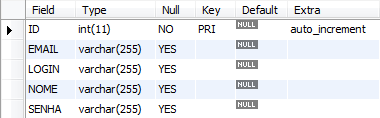 Field Type Null Key Default Extra
ID int(11) NO PRI NULL auto_increment
EMAIL varchar(255) YES NULL
LOGIN varchar(255) YES NULL
NOME varchar(255) YES NULL
SENHA varchar(255) YES NULL